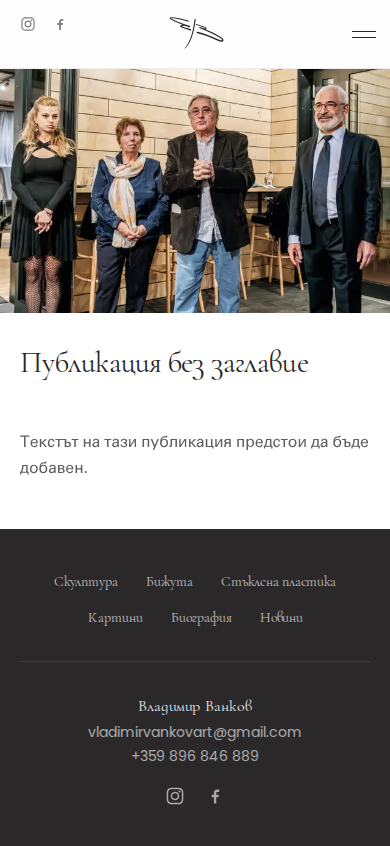 Публикация без заглавие
Текстът на тази публикация предстои да бъде
добавен.
Скулптура Бижута Стъклена пластика
Картини Биография Новини
Владимир Ванков
vladimirvankovart@gmail.com
+359 896 846 889